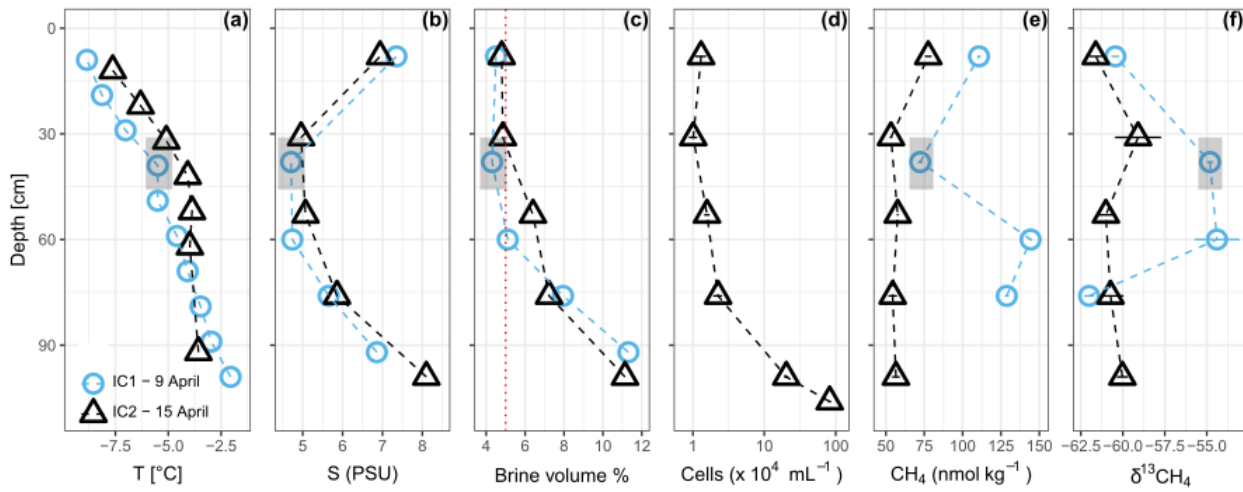 (a) (b) (c) (d) (e) (f)
0
30
60
90
Depth [cm]
IC1 − 9 April
IC2 − 15 April
−7.5 −5.0 −2.5
5 6 7 8
4 6 8 10 12
1 10 100
50 75 100 125 150
−62.5 −60.0 −57.5 −55.0
T [°C]
S (PSU)
Brine volume %
Cells (x 10⁴ mL⁻¹)
CH₄ (nmol kg⁻¹)
δ¹³CH₄